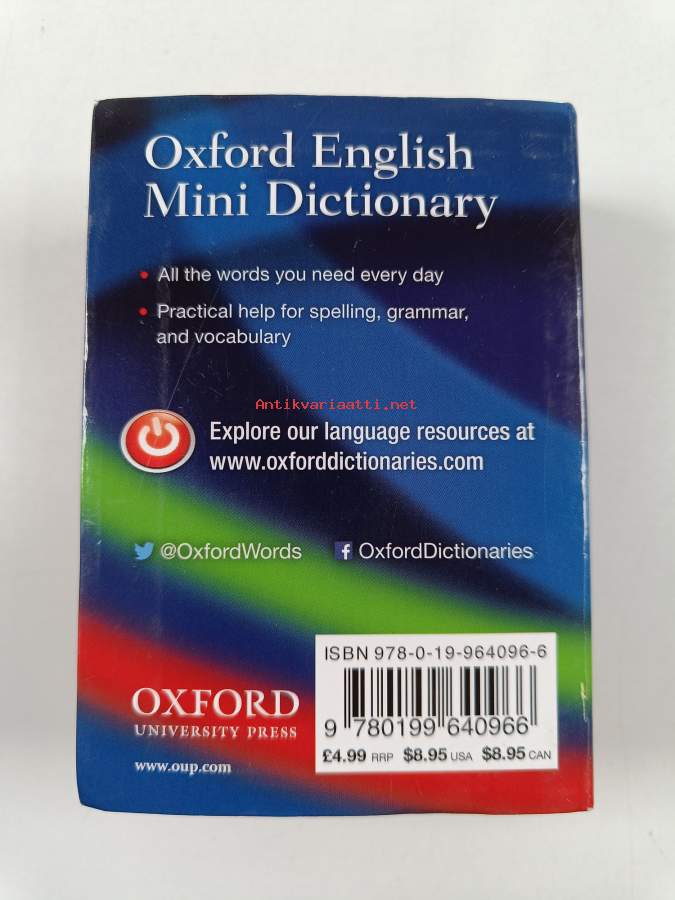 Oxford English
Mini Dictionary
• All the words you need every day
• Practical help for spelling, grammar,
and vocabulary
Antikvariaatti.net
Explore our language resources at
www.oxforddictionaries.com
@OxfordWords
f OxfordDictionaries
ISBN 978-0-19-964096-6
9 780199 640966
£4.99 RRP $8.95 USA $8.95 CAN
OXFORD
UNIVERSITY PRESS
www.oup.com